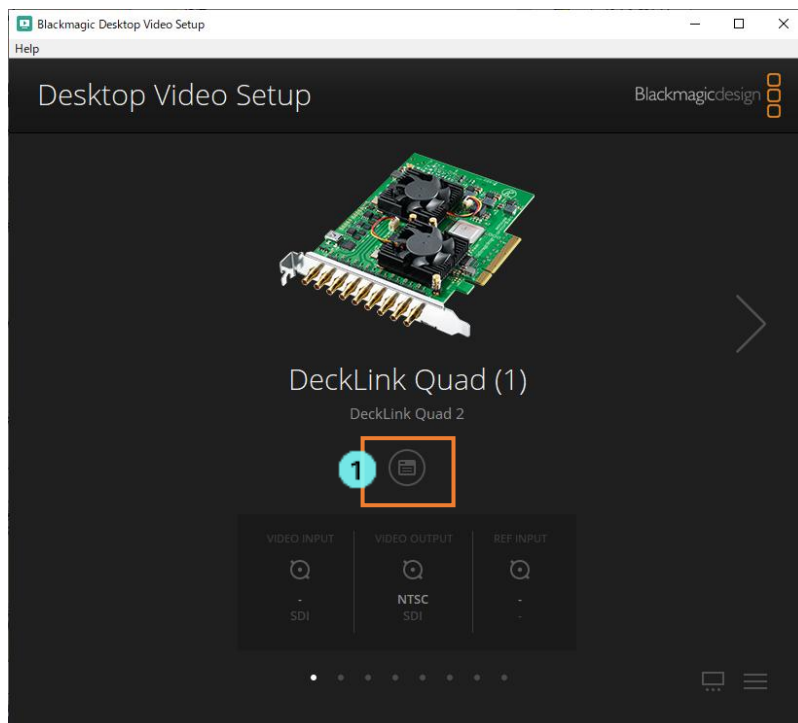 Blackmagic Desktop Video Setup
Help
Desktop Video Setup
Blackmagicdesign
DeckLink Quad (1)
DeckLink Quad 2
1
VIDEO INPUT VIDEO OUTPUT REF INPUT
- NTSC -
SDI SDI -